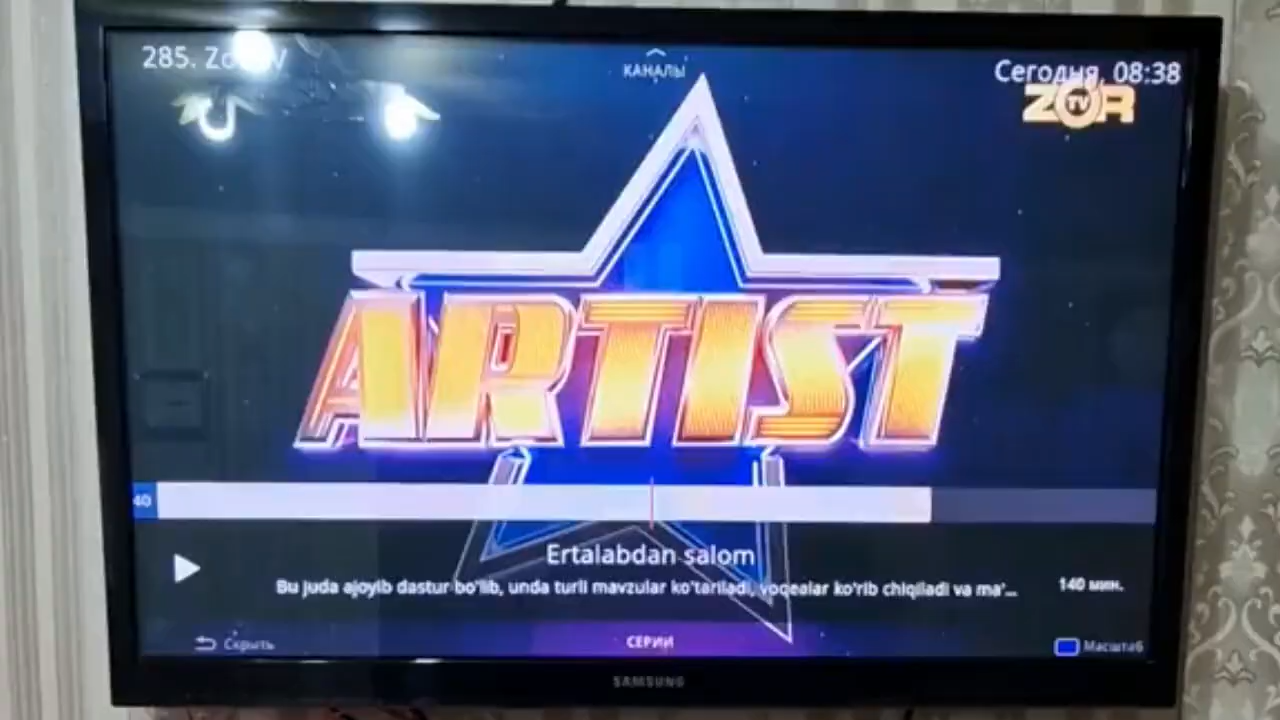 285. Zor TV
КАНАЛЫ
Сегодня, 08:38
ZOR TV
ARTIST
40
Ertalabdan salom
Bu juda ajoyib dastur bo'lib, unda turli mavzular ko'tariladi, voqealar ko'rib chiqiladi va ma'...
140 мин.
Скрыть
СЕРИИ
Масштаб
SAMSUNG